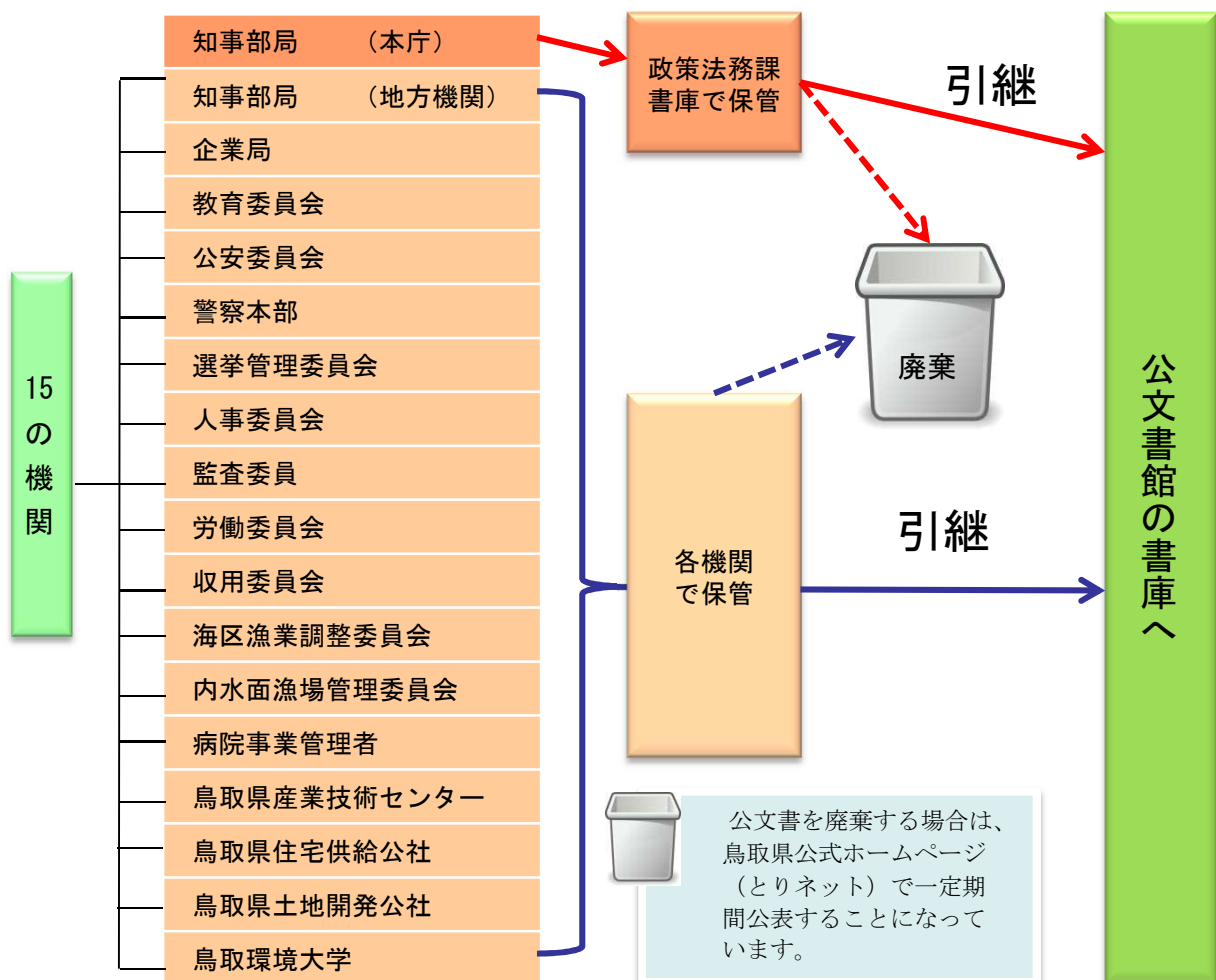 15の機関
知事部局 （本庁）
知事部局 （地方機関）
企業局
教育委員会
公安委員会
警察本部
選挙管理委員会
人事委員会
監査委員
労働委員会
収用委員会
海区漁業調整委員会
内水面漁場管理委員会
病院事業管理者
鳥取県産業技術センター
鳥取県住宅供給公社
鳥取県土地開発公社
鳥取環境大学
政策法務課
書庫で保管
引継
廃棄
各機関
で保管
引継
公文書館の書庫へ
公文書を廃棄する場合は、
鳥取県公式ホームページ
（とりネット）で一定期
間公表することになって
います。